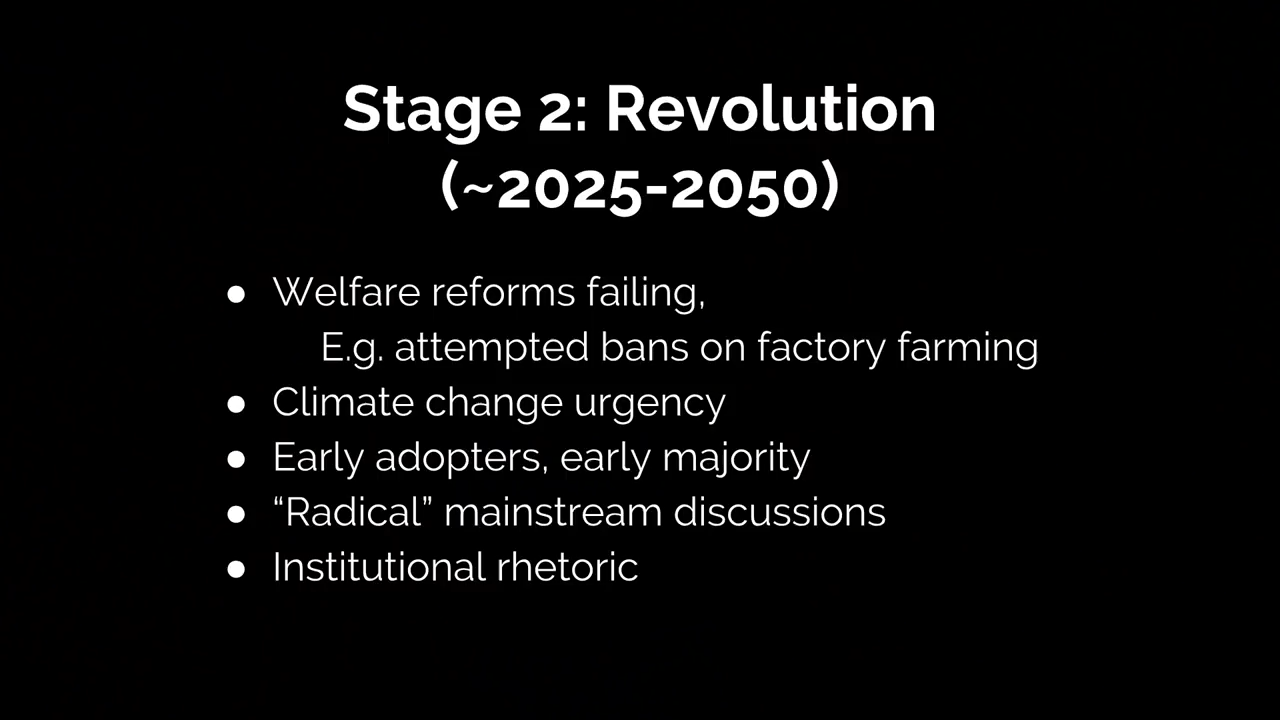 Stage 2: Revolution
(~2025-2050)
● Welfare reforms failing,
E.g. attempted bans on factory farming
● Climate change urgency
● Early adopters, early majority
● “Radical” mainstream discussions
● Institutional rhetoric